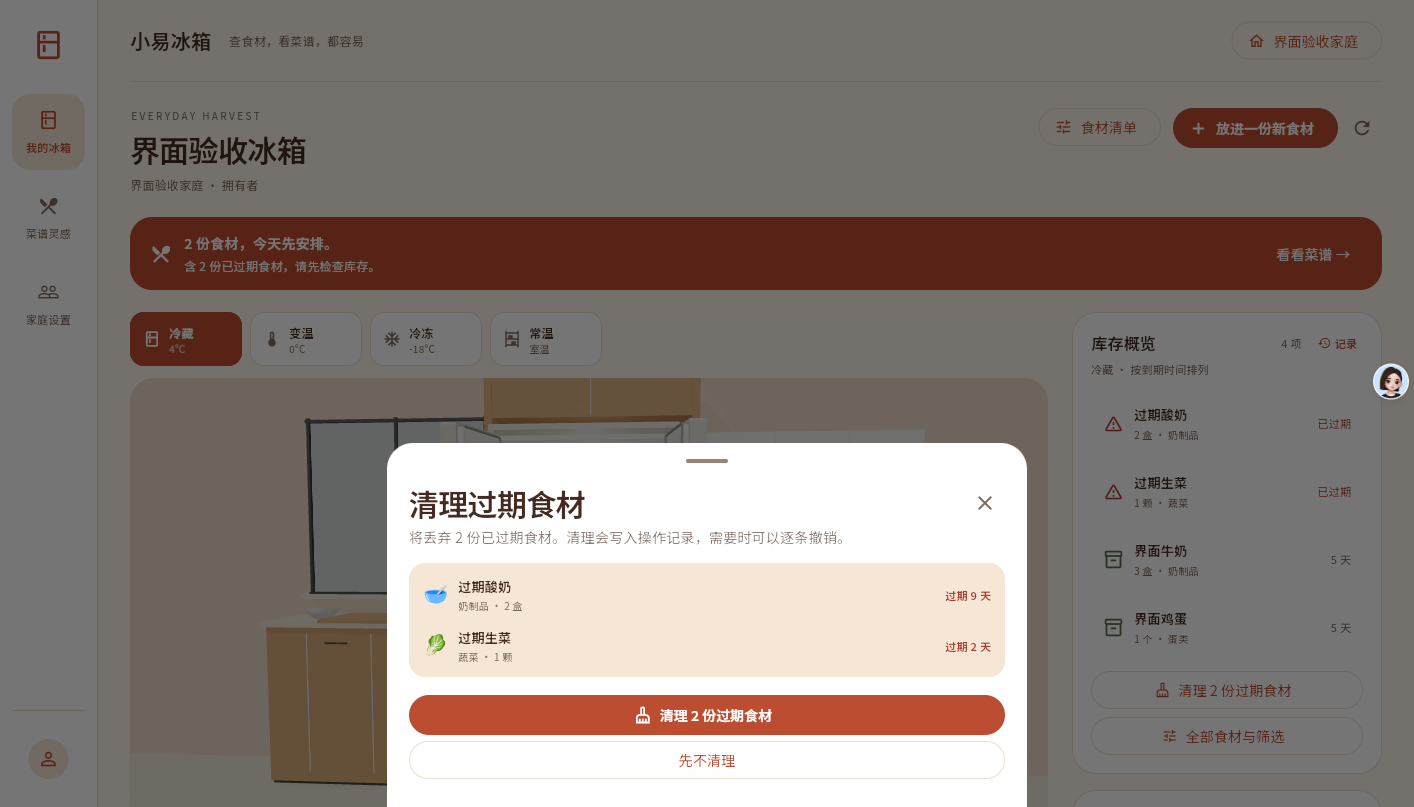 小易冰箱
查食材，看菜谱，都容易
界面验收家庭
我的冰箱
菜谱灵感
家庭设置
EVERYDAY HARVEST
界面验收冰箱
界面验收家庭 · 拥有者
食材清单
放进一份新食材
2 份食材，今天先安排。
含 2 份已过期食材，请先检查库存。
看看菜谱 →
冷藏
4°C
变温
0°C
冷冻
-18°C
常温
室温
库存概览
4 项
记录
冷藏 · 按到期时间排列
过期酸奶
2 盒 · 奶制品
已过期
过期生菜
1 颗 · 蔬菜
已过期
界面牛奶
3 盒 · 奶制品
5 天
界面鸡蛋
1 个 · 蛋类
5 天
清理 2 份过期食材
全部食材与筛选
清理过期食材
将丢弃 2 份已过期食材。清理会写入操作记录，需要时可以逐条撤销。
过期酸奶
奶制品 · 2 盒
过期 9 天
过期生菜
蔬菜 · 1 颗
过期 2 天
清理 2 份过期食材
先不清理